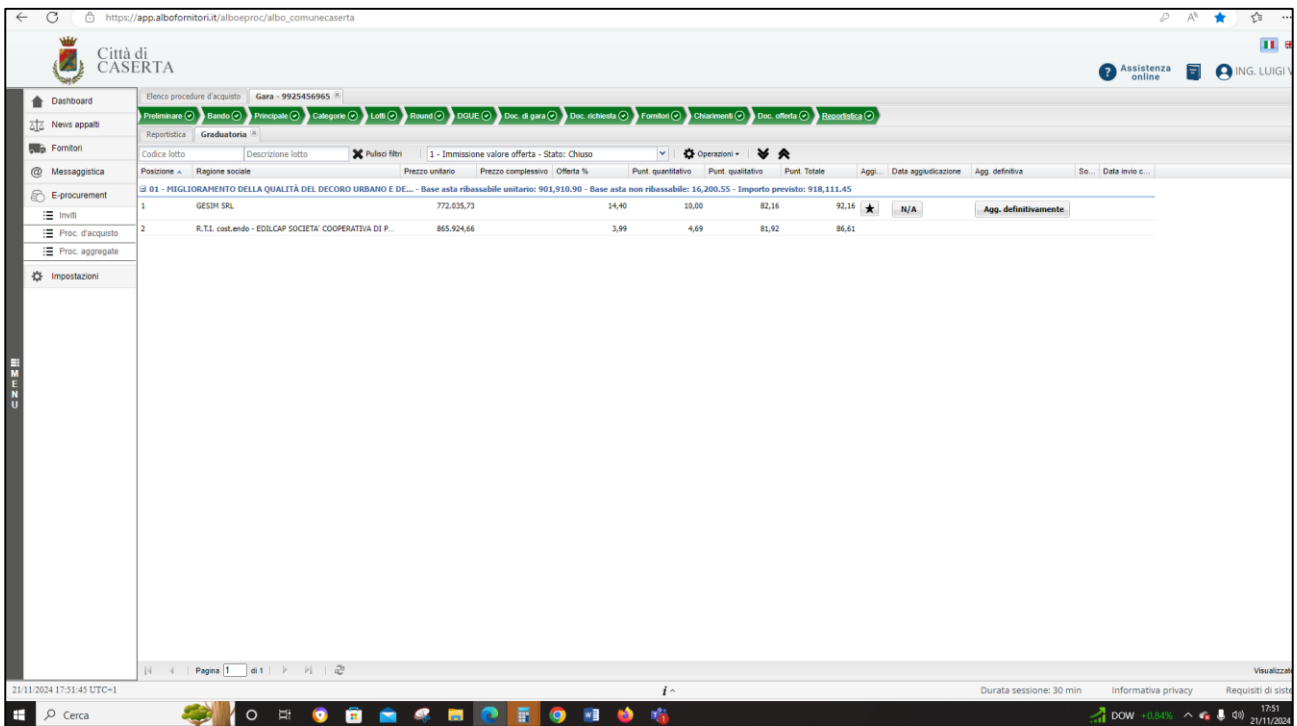 https://app.albofornitori.it/alboeproc/albo_comunecaserta
Città di
CASERTA
Assistenza
online
ING. LUIGI V
Dashboard
News appalti
Fornitori
Messaggistica
E-procurement
Inviti
Proc. d'acquisto
Proc. aggregate
Impostazioni
MENU
Elenco procedure d'acquisto Gara - 9925456965
Preliminare Bando Principale Categorie Lotti Round DGUE Doc. di gara Doc. richiesta Fornitori Chiarimenti Doc. offerta Reportistica
Reportistica Graduatoria
Codice lotto Descrizione lotto Pulisci filtri 1 - Immissione valore offerta - Stato: Chiuso Operazioni
Posizione Ragione sociale Prezzo unitario Prezzo complessivo Offerta % Punt. quantitativo Punt. qualitativo Punt. Totale Aggi... Data aggiudicazione Agg. definitiva So... Data invio c...
01 - MIGLIORAMENTO DELLA QUALITÀ DEL DECORO URBANO E DE... - Base asta ribassabile unitario: 901,910.90 - Base asta non ribassabile: 16,200.55 - Importo previsto: 918,111.45
1 GESIM SRL 772.035,73 14,40 10,00 82,16 92,16 N/A Agg. definitivamente
2 R.T.I. cost.endo - EDILCAP SOCIETA' COOPERATIVA DI P... 865.924,66 3,99 4,69 81,92 86,61
Pagina 1 di 1
Visualizzat
21/11/2024 17:51:45 UTC+1 Durata sessione: 30 min Informativa privacy Requisiti di siste
Cerca DOW +0.84% 17:51
21/11/2024